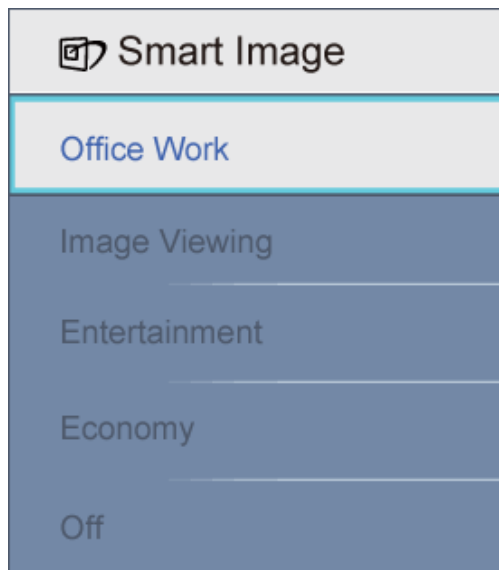 Smart Image
Office Work
Image Viewing
Entertainment
Economy
Off